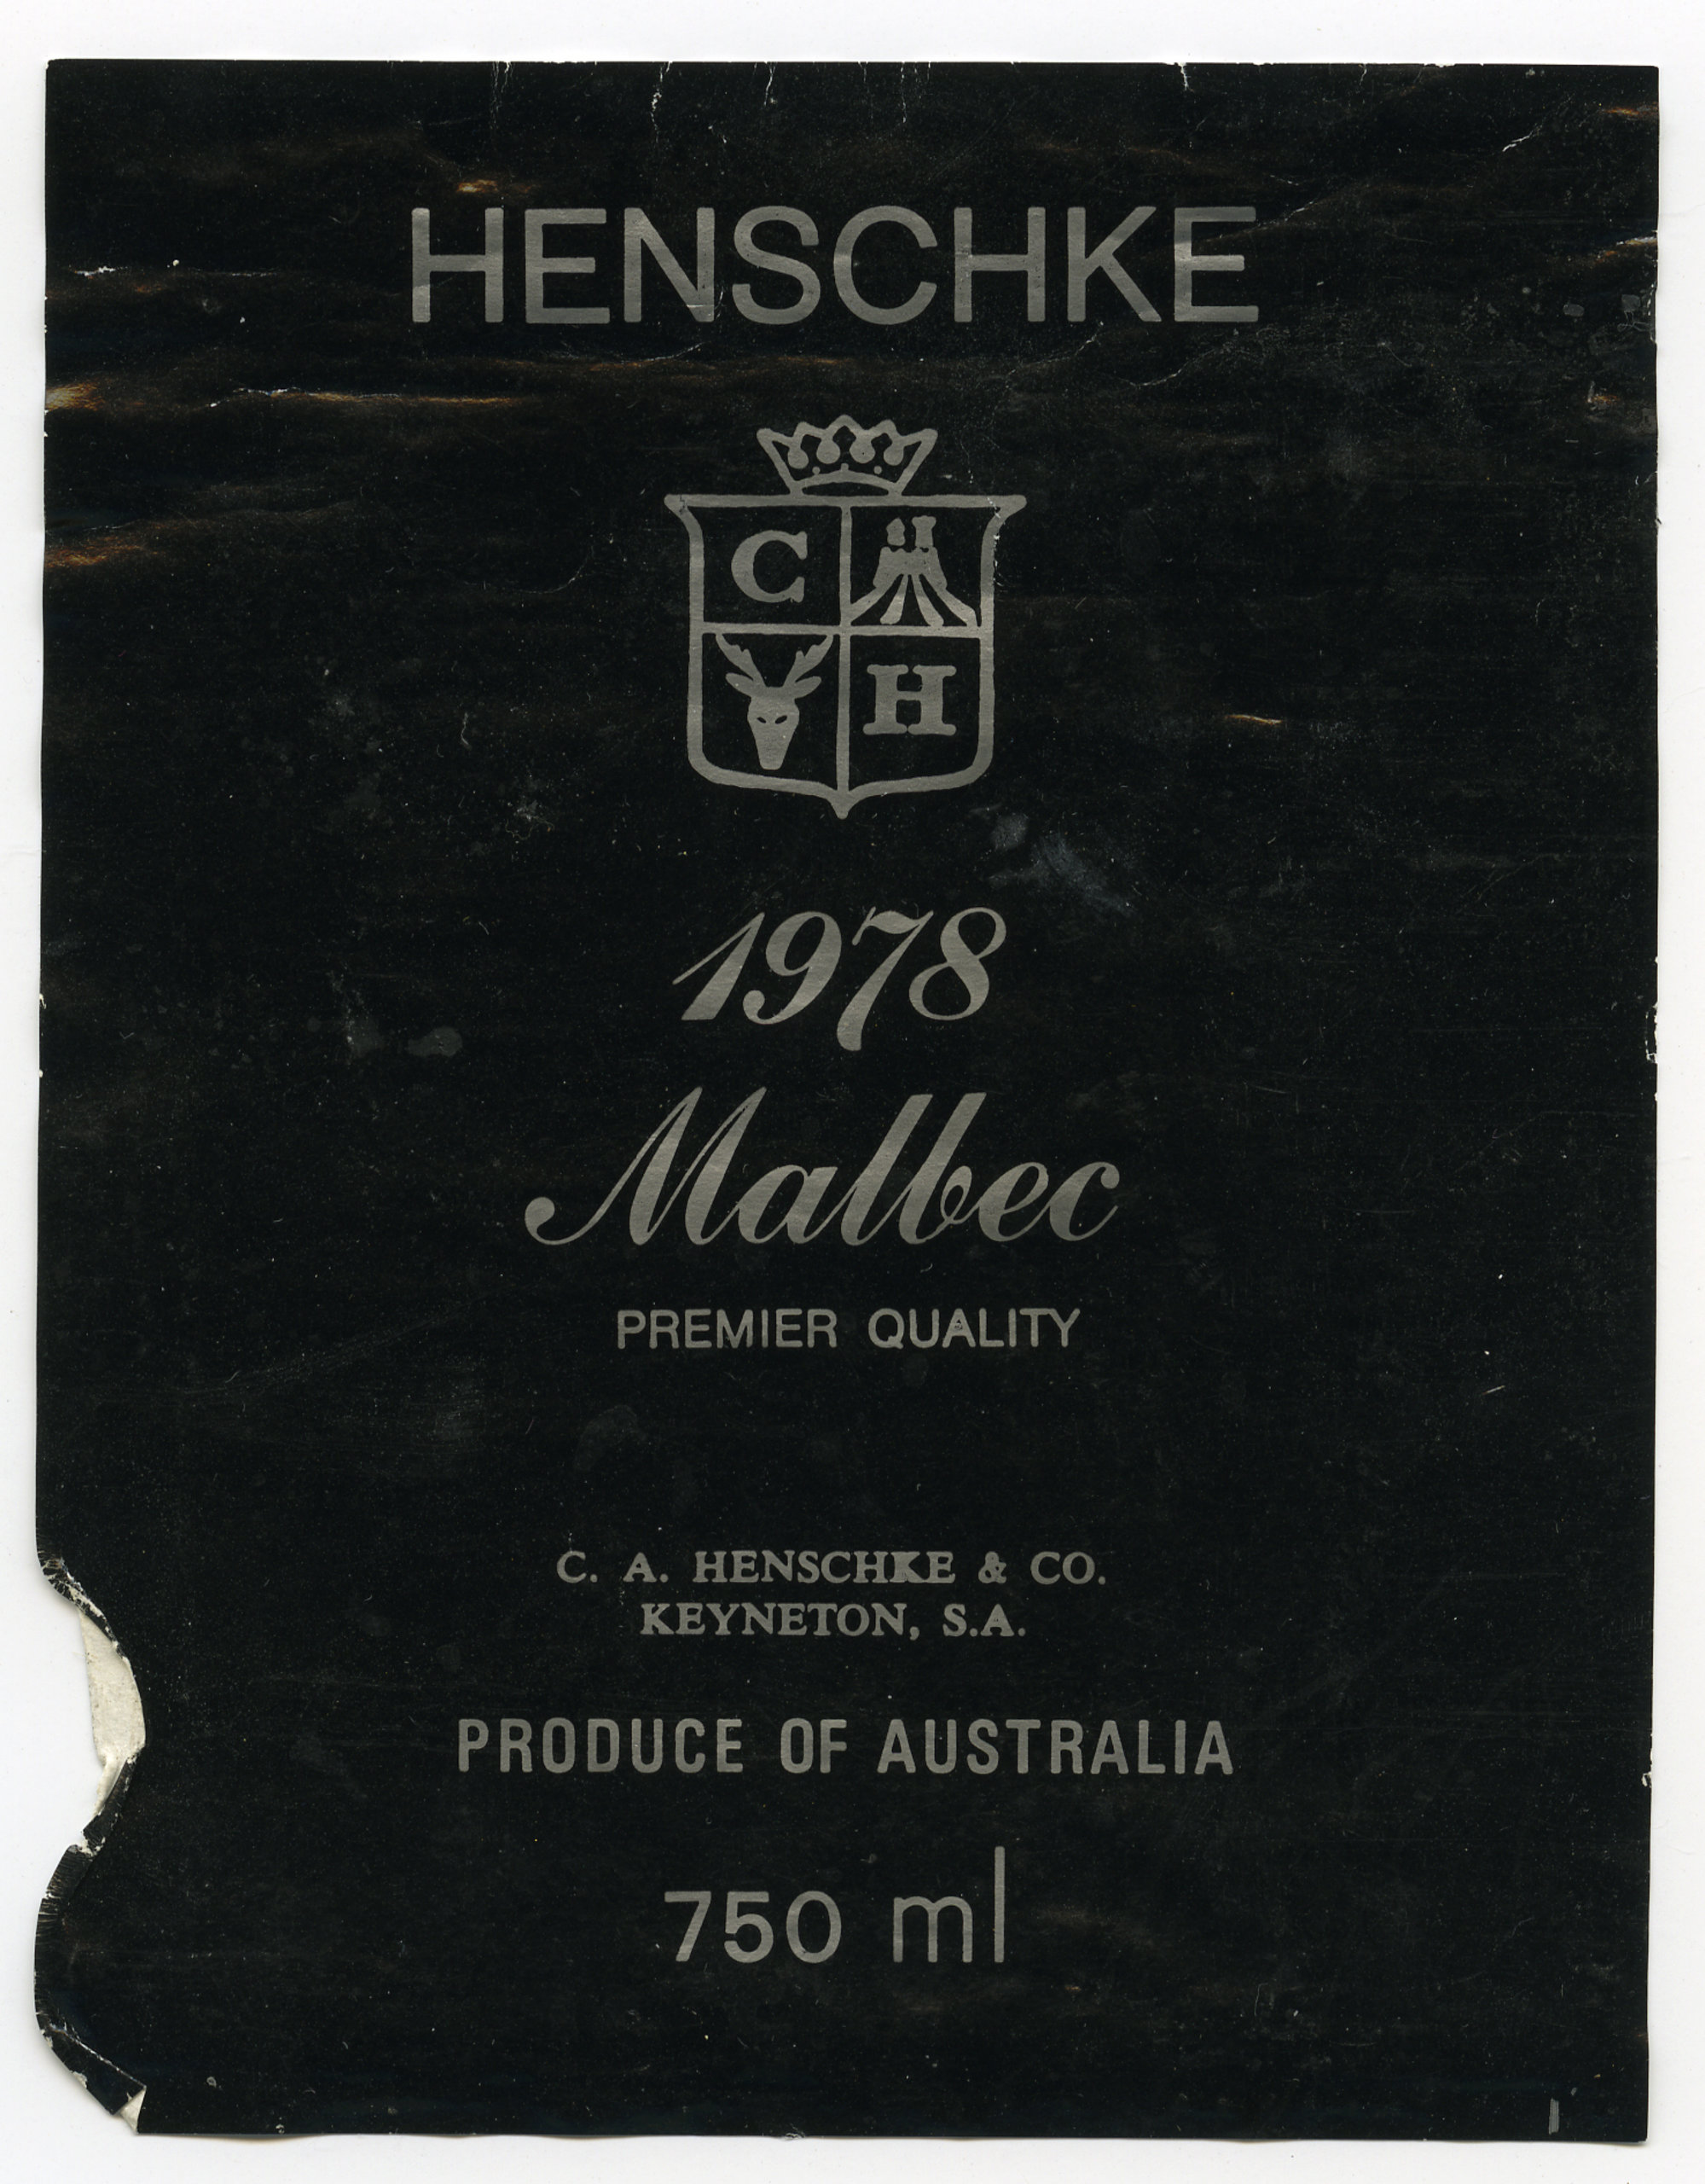 HENSCHKE
C
H
1978
Malbec
PREMIER QUALITY
C. A. HENSCHKE & CO.
KEYNETON, S.A.
PRODUCE OF AUSTRALIA
750 ml